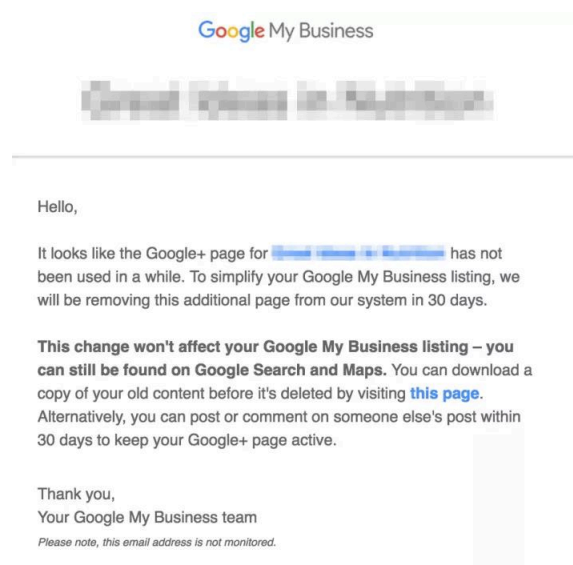 Google My Business
Hello,
It looks like the Google+ page for has not
been used in a while. To simplify your Google My Business listing, we
will be removing this additional page from our system in 30 days.
This change won't affect your Google My Business listing – you
can still be found on Google Search and Maps. You can download a
copy of your old content before it's deleted by visiting this page.
Alternatively, you can post or comment on someone else's post within
30 days to keep your Google+ page active.
Thank you,
Your Google My Business team
Please note, this email address is not monitored.